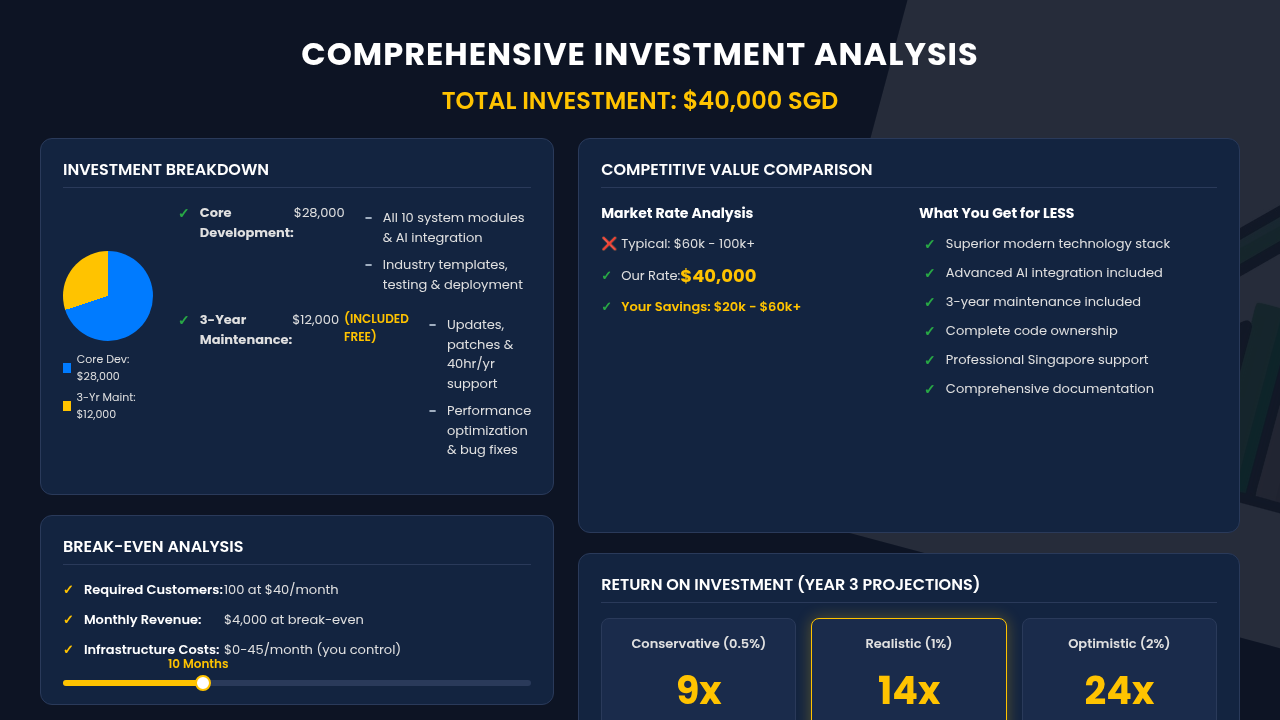 COMPREHENSIVE INVESTMENT ANALYSIS
TOTAL INVESTMENT: $40,000 SGD
INVESTMENT BREAKDOWN
Core Dev:
$28,000
3-Yr Maint:
$12,000
✓ Core
Development:
$28,000
– All 10 system modules
& AI integration
– Industry templates,
testing & deployment
✓ 3-Year
Maintenance:
$12,000
(INCLUDED
FREE)
– Updates,
patches &
40hr/yr
support
– Performance
optimization
& bug fixes
BREAK-EVEN ANALYSIS
✓ Required Customers: 100 at $40/month
✓ Monthly Revenue: $4,000 at break-even
✓ Infrastructure Costs: $0-45/month (you control)
10 Months
COMPETITIVE VALUE COMPARISON
Market Rate Analysis
❌ Typical: $60k - 100k+
✓ Our Rate:$40,000
✓ Your Savings: $20k - $60k+
What You Get for LESS
✓ Superior modern technology stack
✓ Advanced AI integration included
✓ 3-year maintenance included
✓ Complete code ownership
✓ Professional Singapore support
✓ Comprehensive documentation
RETURN ON INVESTMENT (YEAR 3 PROJECTIONS)
Conservative (0.5%)
9x
Realistic (1%)
14x
Optimistic (2%)
24x